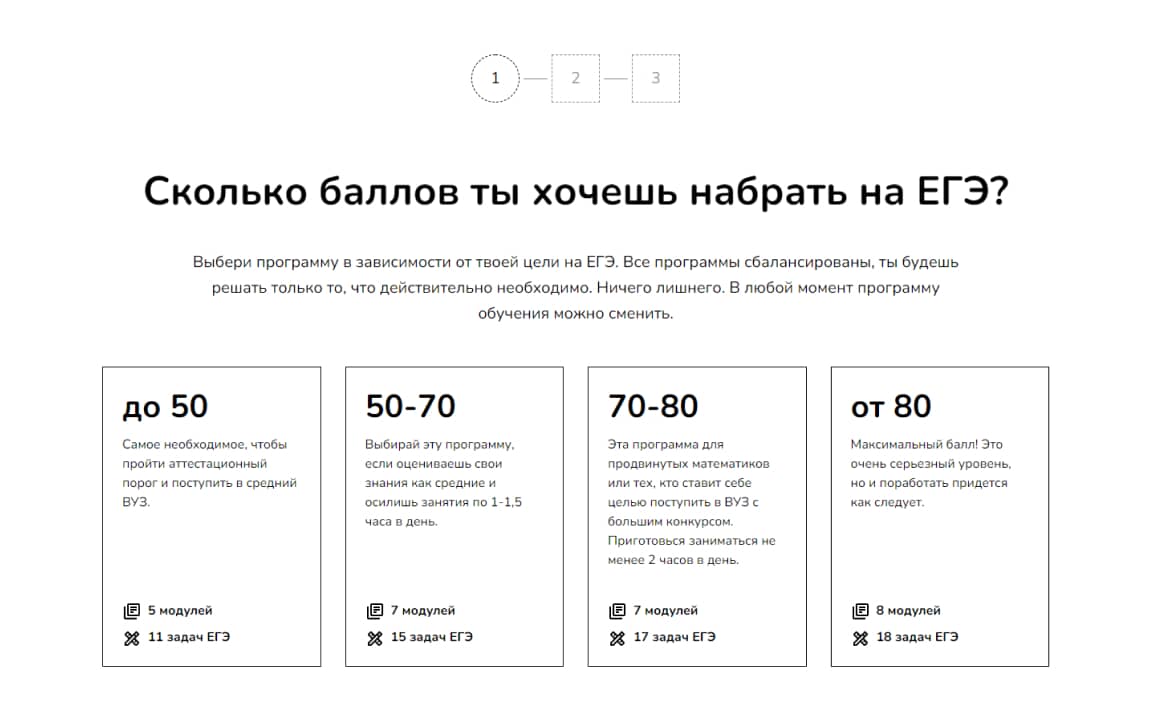 1
2
3
Сколько баллов ты хочешь набрать на ЕГЭ?
Выбери программу в зависимости от твоей цели на ЕГЭ. Все программы сбалансированы, ты будешь
решать только то, что действительно необходимо. Ничего лишнего. В любой момент программу
обучения можно сменить.
до 50
Самое необходимое, чтобы
пройти аттестационный
порог и поступить в средний
ВУЗ.
5 модулей
11 задач ЕГЭ
50-70
Выбирай эту программу,
если оцениваешь свои
знания как средние и
осилишь занятия по 1-1,5
часа в день.
7 модулей
15 задач ЕГЭ
70-80
Эта программа для
продвинутых математиков
или тех, кто ставит себе
целью поступить в ВУЗ с
большим конкурсом.
Приготовься заниматься не
менее 2 часов в день.
7 модулей
17 задач ЕГЭ
от 80
Максимальный балл! Это
очень серьезный уровень,
но и поработать придется
как следует.
8 модулей
18 задач ЕГЭ